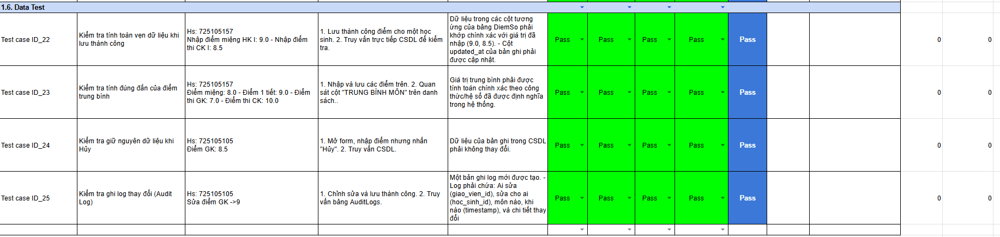 1.6. Data Test
Test case ID_22
Kiểm tra tính toàn vẹn dữ liệu khi
lưu thành công
Hs: 725105157
Nhập điểm miệng HK I: 9.0 - Nhập điểm
thi CK I: 8.5
1. Lưu thành công điểm cho một học
sinh. 2. Truy vấn trực tiếp CSDL để kiểm
tra.
Dữ liệu trong các cột tương
ứng của bảng DiemSo phải
khớp chính xác với giá trị đã
nhập (9.0, 8.5). - Cột
updated_at của bản ghi phải
được cập nhật.
Pass
Pass
Pass
Pass
Pass
0
0
Test case ID_23
Kiểm tra tính đúng đắn của điểm
trung bình
Hs: 725105157
Điểm miệng: 8.0 - Điểm 1 tiết: 9.0 - Điểm
thi GK: 7.0 - Điểm thi CK: 10.0
1. Nhập và lưu các điểm trên. 2. Quan
sát cột "TRUNG BÌNH MÔN" trên danh
sách..
Giá trị trung bình phải được
tính toán chính xác theo công
thức/hệ số đã được định nghĩa
trong hệ thống.
Pass
Pass
Pass
Pass
Pass
0
0
Test case ID_24
Kiểm tra giữ nguyên dữ liệu khi
Hủy
Hs: 725105105
Điểm GK: 8.5
1. Mở form, nhập điểm nhưng nhấn
"Hủy". 2. Truy vấn CSDL.
Dữ liệu của bản ghi trong CSDL
phải không thay đổi.
Pass
Pass
Pass
Pass
Pass
0
0
Test case ID_25
Kiểm tra ghi log thay đổi (Audit
Log)
Hs: 725105105
Sửa điểm GK ->9
1. Chỉnh sửa và lưu thành công. 2. Truy
vấn bảng AuditLogs.
Một bản ghi log mới được tạo. -
Log phải chứa: Ai sửa
(giao_vien_id), sửa cho ai
(hoc_sinh_id), môn nào, khi
nào (timestamp), và chi tiết thay
đổi
Pass
Pass
Pass
Pass
Pass
0
0